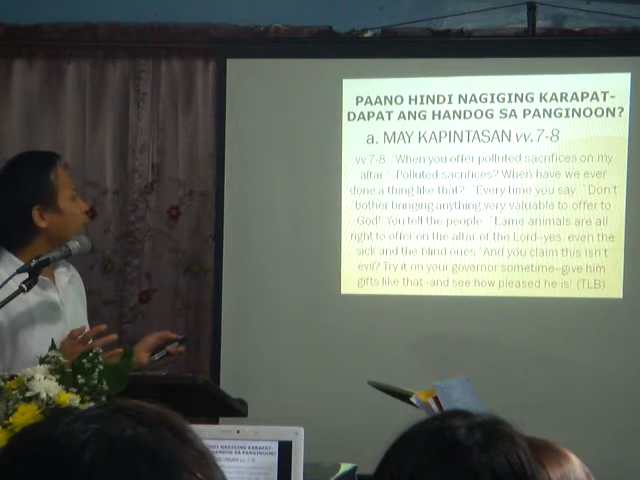 PAANO HINDI NAGIGING KARAPAT-
DAPAT ANG HANDOG SA PANGINOON?
a. MAY KAPINTASAN vv.7-8
vv 7-8 "When you offer polluted sacrifices on my
altar." "Polluted sacrifices? When have we ever
done a thing like that?" "Every time you say, `Don't
bother bringing anything very valuable to offer to
God!' You tell the people, `Lame animals are all
right to offer on the altar of the Lord--yes, even the
sick and the blind ones.' And you claim this isn't
evil? Try it on your governor sometime--give him
gifts like that--and see how pleased he is! (TLB)